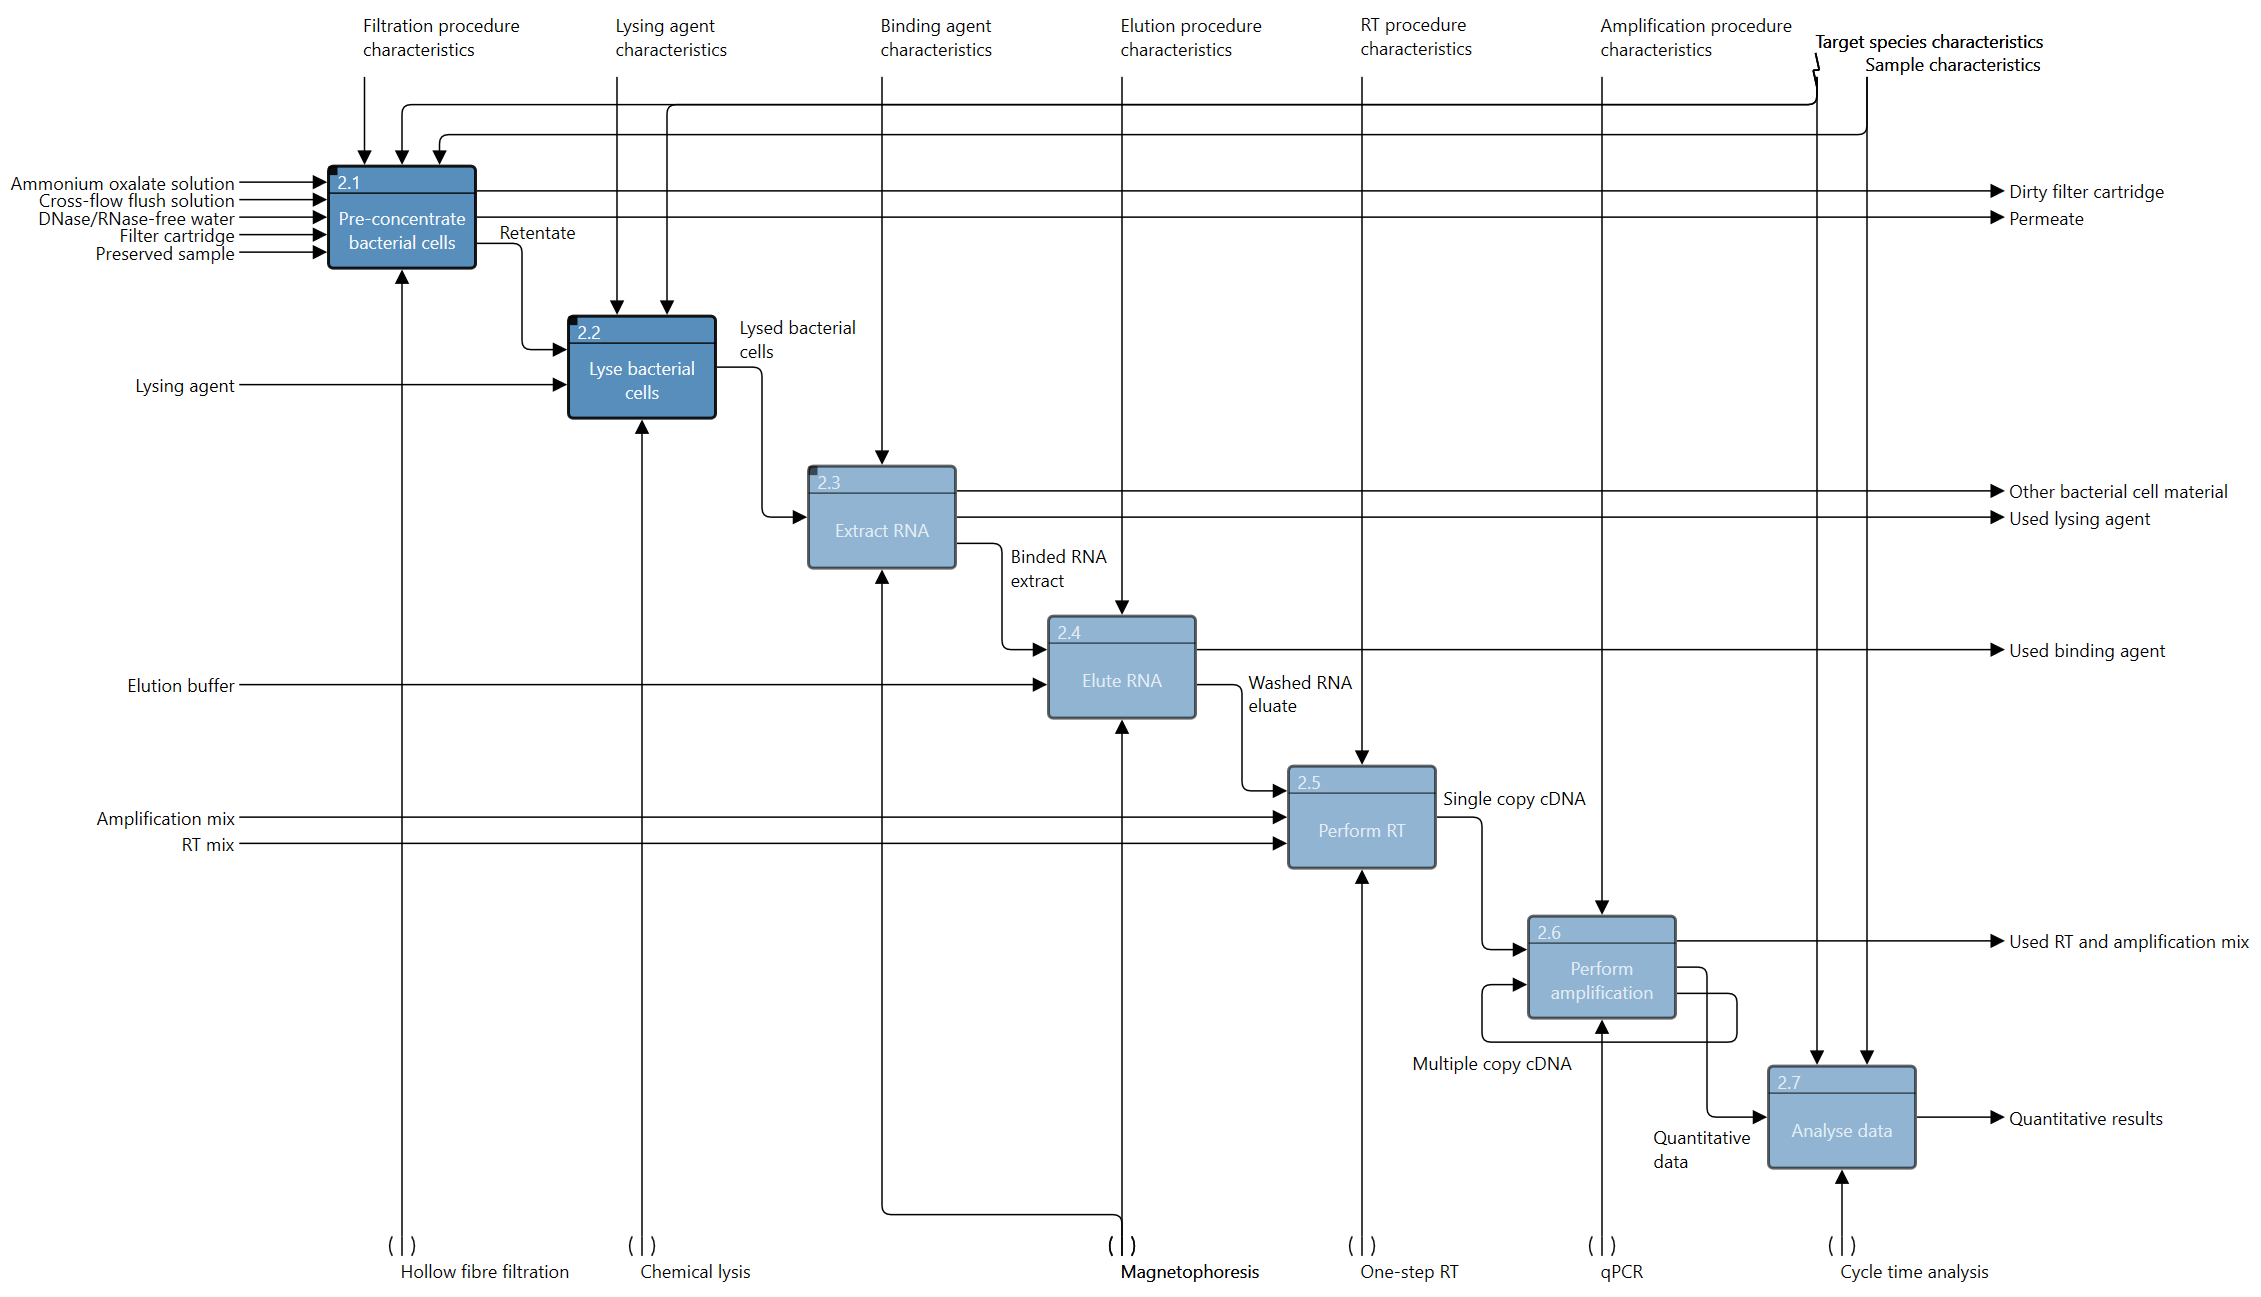 Filtration procedure
characteristics
Lysing agent
characteristics
Binding agent
characteristics
Elution procedure
characteristics
RT procedure
characteristics
Amplification procedure
characteristics
Target species characteristics
Sample characteristics
Ammonium oxalate solution
Cross-flow flush solution
DNase/RNase-free water
Filter cartridge
Preserved sample
2.1
Pre-concentrate
bacterial cells
Retentate
Dirty filter cartridge
Permeate
Lysing agent
2.2
Lyse bacterial
cells
Lysed bacterial
cells
2.3
Extract RNA
Binded RNA
extract
Other bacterial cell material
Used lysing agent
Elution buffer
2.4
Elute RNA
Washed RNA
eluate
Used binding agent
Amplification mix
RT mix
2.5
Perform RT
Single copy cDNA
2.6
Perform
amplification
Multiple copy cDNA
Used RT and amplification mix
Quantitative
data
2.7
Analyse data
Quantitative results
( )
( )
( )
( )
( )
( )
Hollow fibre filtration
Chemical lysis
Magnetophoresis
One-step RT
qPCR
Cycle time analysis